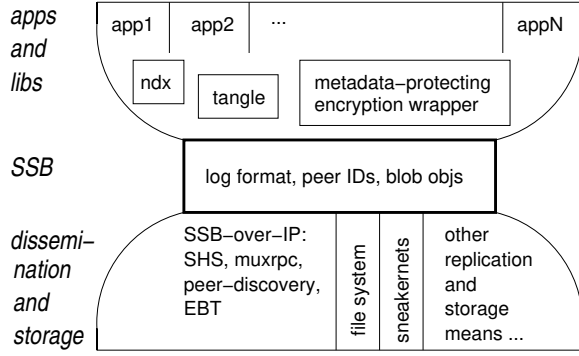 apps
and
libs
app1
app2
...
appN
ndx
tangle
metadata−protecting
encryption wrapper
SSB
log format, peer IDs, blob objs
dissemi−
nation
and
storage
SSB−over−IP:
SHS, muxrpc,
peer−discovery,
EBT
file system
sneakernets
other
replication
and
storage
means ...